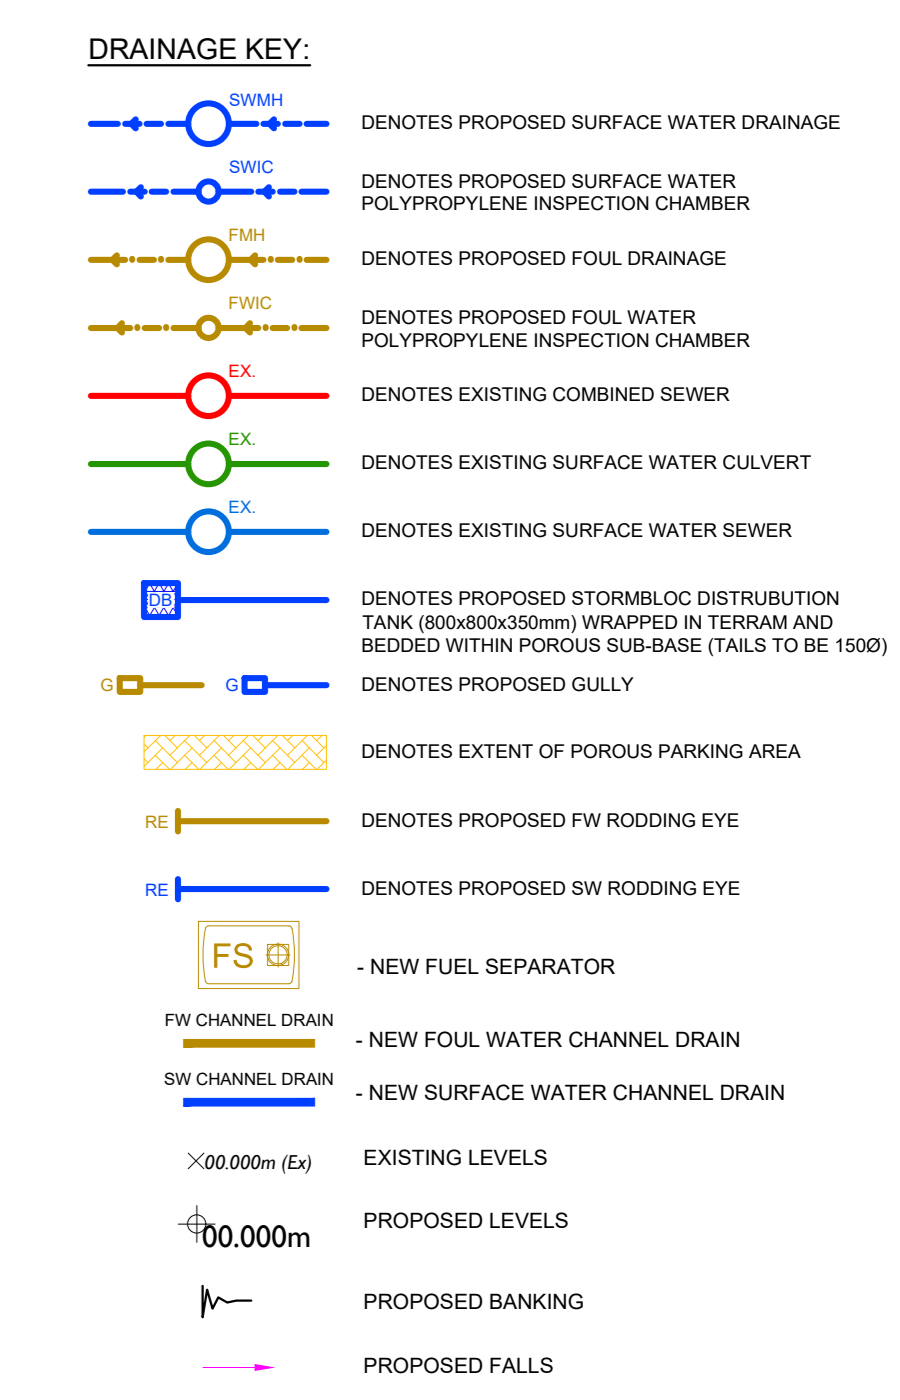 DRAINAGE KEY:
SWMH
DENOTES PROPOSED SURFACE WATER DRAINAGE
SWIC
DENOTES PROPOSED SURFACE WATER
POLYPROPYLENE INSPECTION CHAMBER
FMH
DENOTES PROPOSED FOUL DRAINAGE
FWIC
DENOTES PROPOSED FOUL WATER
POLYPROPYLENE INSPECTION CHAMBER
EX.
DENOTES EXISTING COMBINED SEWER
EX.
DENOTES EXISTING SURFACE WATER CULVERT
EX.
DENOTES EXISTING SURFACE WATER SEWER
DB
DENOTES PROPOSED STORMBLOC DISTRUBUTION
TANK (800x800x350mm) WRAPPED IN TERRAM AND
BEDDED WITHIN POROUS SUB-BASE (TAILS TO BE 150Ø)
G G DENOTES PROPOSED GULLY
DENOTES EXTENT OF POROUS PARKING AREA
RE DENOTES PROPOSED FW RODDING EYE
RE DENOTES PROPOSED SW RODDING EYE
FS
- NEW FUEL SEPARATOR
FW CHANNEL DRAIN
- NEW FOUL WATER CHANNEL DRAIN
SW CHANNEL DRAIN
- NEW SURFACE WATER CHANNEL DRAIN
00.000m (Ex) EXISTING LEVELS
00.000m PROPOSED LEVELS
PROPOSED BANKING
PROPOSED FALLS